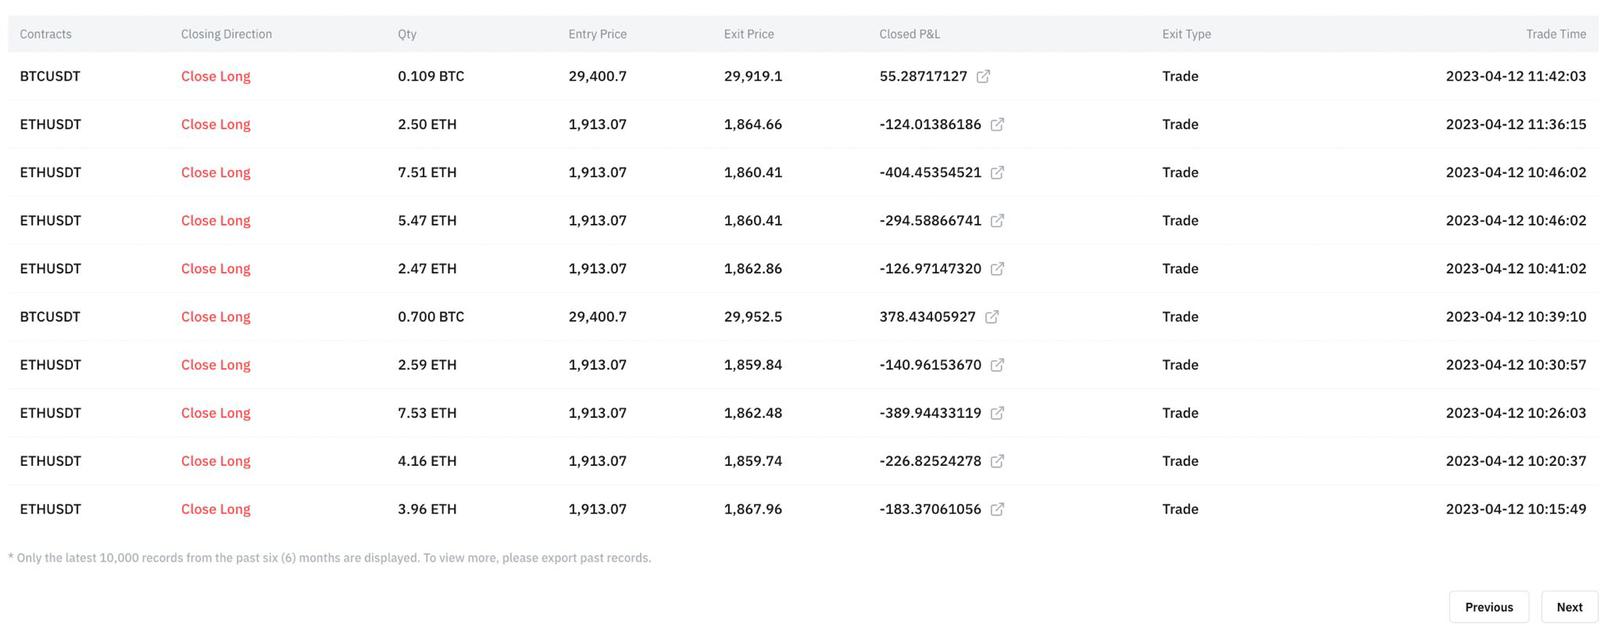 Contracts Closing Direction Qty Entry Price Exit Price Closed P&L Exit Type Trade Time
BTCUSDT Close Long 0.109 BTC 29,400.7 29,919.1 55.28717127 Trade 2023-04-12 11:42:03
ETHUSDT Close Long 2.50 ETH 1,913.07 1,864.66 -124.01386186 Trade 2023-04-12 11:36:15
ETHUSDT Close Long 7.51 ETH 1,913.07 1,860.41 -404.45354521 Trade 2023-04-12 10:46:02
ETHUSDT Close Long 5.47 ETH 1,913.07 1,860.41 -294.58866741 Trade 2023-04-12 10:46:02
ETHUSDT Close Long 2.47 ETH 1,913.07 1,862.86 -126.97147320 Trade 2023-04-12 10:41:02
BTCUSDT Close Long 0.700 BTC 29,400.7 29,952.5 378.43405927 Trade 2023-04-12 10:39:10
ETHUSDT Close Long 2.59 ETH 1,913.07 1,859.84 -140.96153670 Trade 2023-04-12 10:30:57
ETHUSDT Close Long 7.53 ETH 1,913.07 1,862.48 -389.94433119 Trade 2023-04-12 10:26:03
ETHUSDT Close Long 4.16 ETH 1,913.07 1,859.74 -226.82524278 Trade 2023-04-12 10:20:37
ETHUSDT Close Long 3.96 ETH 1,913.07 1,867.96 -183.37061056 Trade 2023-04-12 10:15:49
* Only the latest 10,000 records from the past six (6) months are displayed. To view more, please export past records.
Previous Next